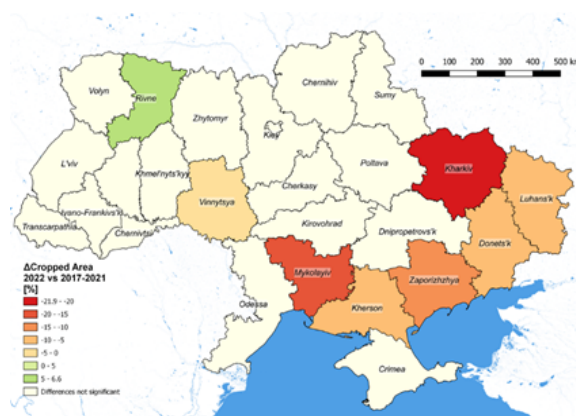 0 100 200 300 400 500 km
Chernihiv
Volyn
Rivne
Sumy
Zhytomyr
Kiev
L'viv
Khmel'nyts'kyy
Poltava
Kharkiv
Cherkasy
Luhans'k
Ivano-Frankivs'k
Vinnytsya
Transcarpathia
Chernivtsi
Kirovohrad
Dnipropetrovs'k
Donets'k
ΔCropped Area
2022 vs 2017-2021
[%]
-21.9 - -20
-20 - -15
-15 - -10
-10 - -5
-5 - 0
0 - 5
5 - 6.6
Differences not significant
Mykolayiv
Zaporizhzhya
Odessa
Kherson
Crimea